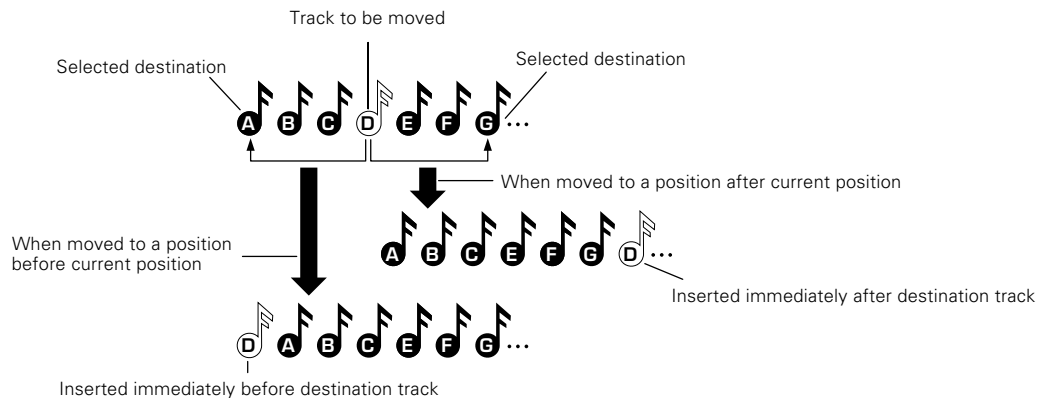 Track to be moved
Selected destination
Selected destination
A B C D E F G ...
When moved to a position after current position
A B C E F G D ...
When moved to a position
before current position
Inserted immediately after destination track
D A B C E F G ...
Inserted immediately before destination track